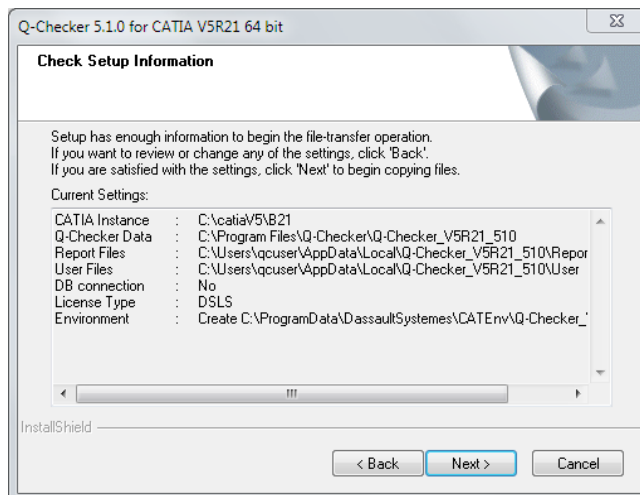 Q-Checker 5.1.0 for CATIA V5R21 64 bit
Check Setup Information
Setup has enough information to begin the file-transfer operation.
If you want to review or change any of the settings, click 'Back'.
If you are satisfied with the settings, click 'Next' to begin copying files.
Current Settings:
CATIA Instance : C:\catiaV5\B21
Q-Checker Data : C:\Program Files\Q-Checker\Q-Checker_V5R21_510
Report Files : C:\Users\qcuser\AppData\Local\Q-Checker_V5R21_510\Repor
User Files : C:\Users\qcuser\AppData\Local\Q-Checker_V5R21_510\User
DB connection : No
License Type : DSLS
Environment : Create C:\ProgramData\DassaultSystemes\CATEnv\Q-Checker_
InstallShield
< Back Next > Cancel